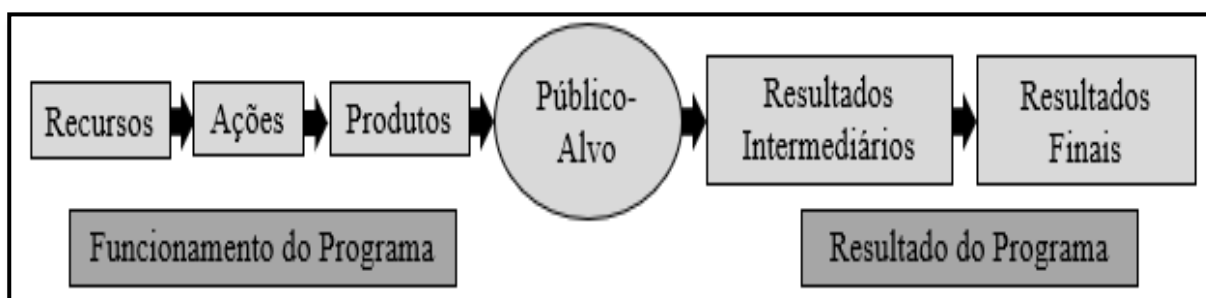 Recursos
Ações
Produtos
Público-
Alvo
Resultados
Intermediários
Resultados
Finais
Funcionamento do Programa
Resultado do Programa